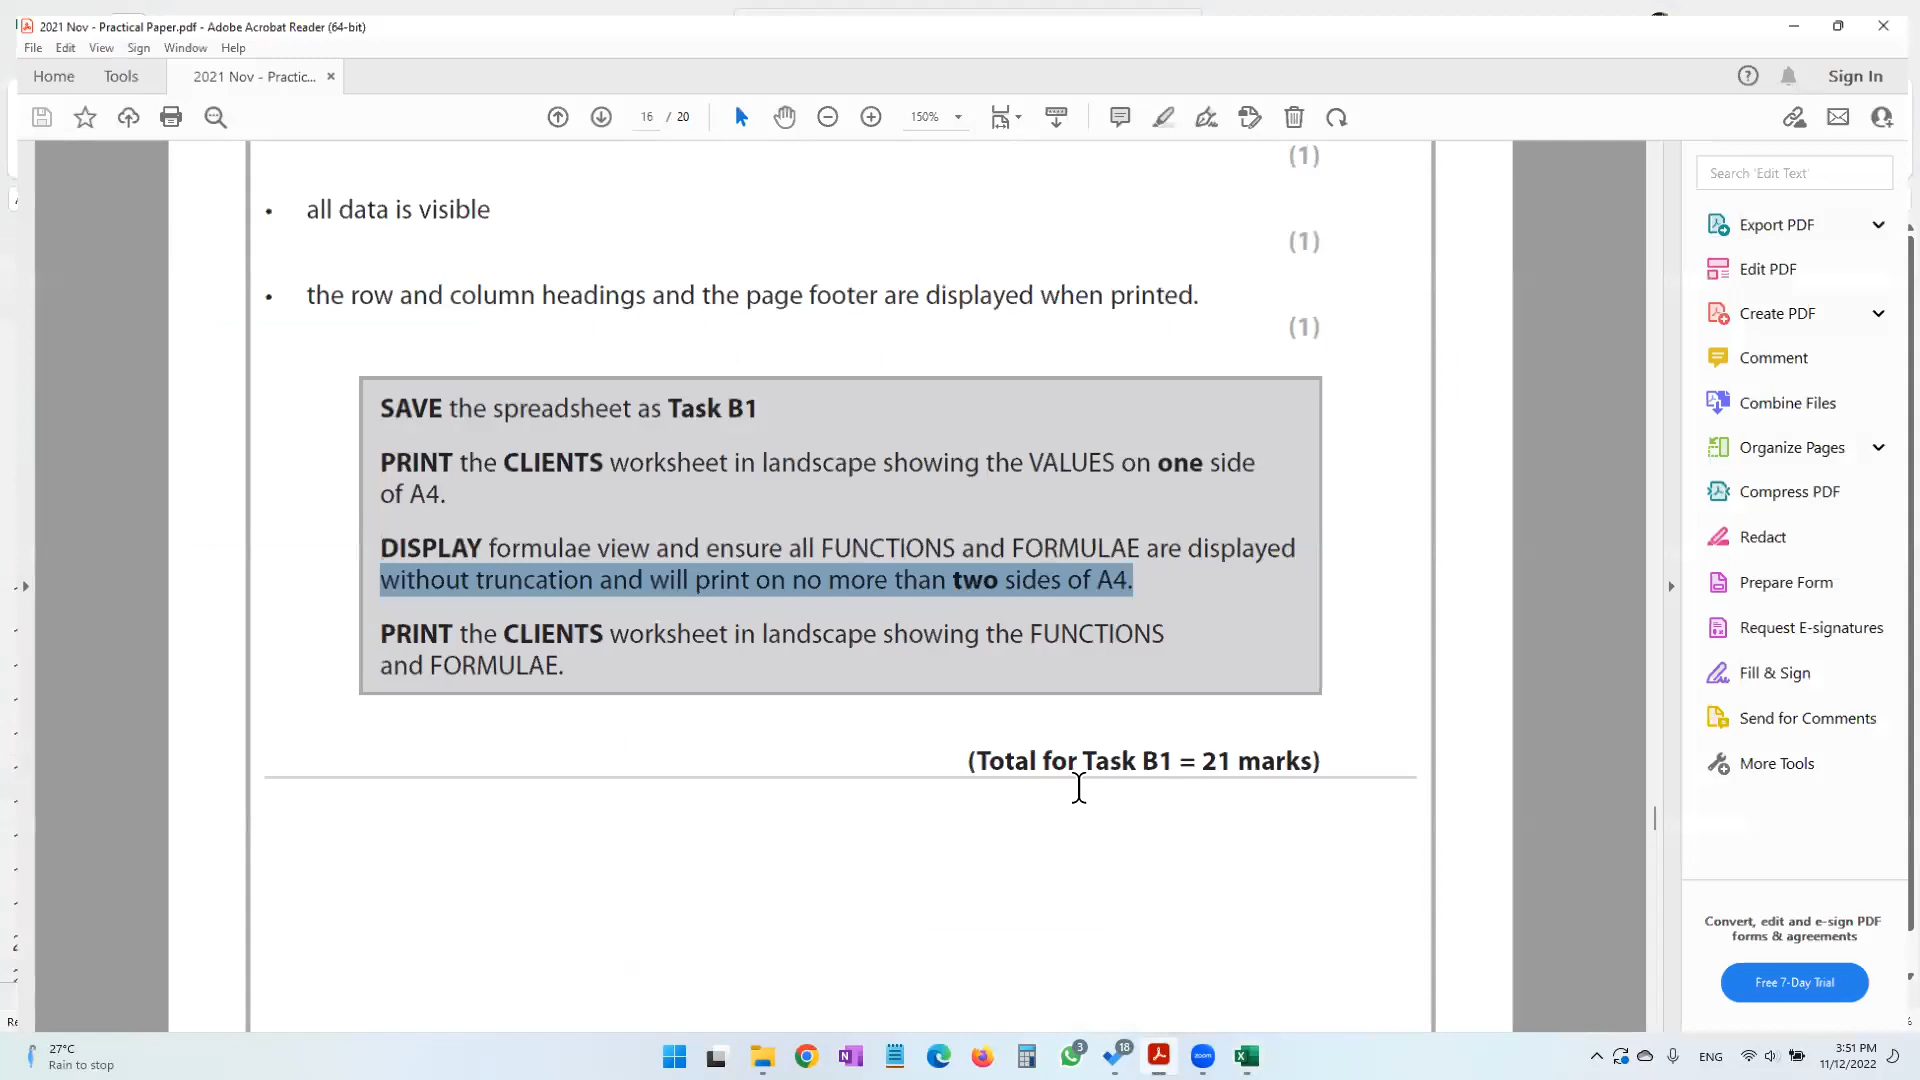 2021 Nov - Practical Paper.pdf - Adobe Acrobat Reader (64-bit)
File Edit View Sign Window Help
Home Tools 2021 Nov - Practic... ×
Sign In
16 / 20
150%
(1)
• all data is visible
(1)
• the row and column headings and the page footer are displayed when printed.
(1)
SAVE the spreadsheet as Task B1
PRINT the CLIENTS worksheet in landscape showing the VALUES on one side
of A4.
DISPLAY formulae view and ensure all FUNCTIONS and FORMULAE are displayed
without truncation and will print on no more than two sides of A4.
PRINT the CLIENTS worksheet in landscape showing the FUNCTIONS
and FORMULAE.
(Total for Task B1 = 21 marks)
Search 'Edit Text'
Export PDF
Edit PDF
Create PDF
Comment
Combine Files
Organize Pages
Compress PDF
Redact
Prepare Form
Request E-signatures
Fill & Sign
Send for Comments
More Tools
Convert, edit and e-sign PDF
forms & agreements
Free 7-Day Trial
27°C
Rain to stop
3
18
zoom
ENG
3:51 PM
11/12/2022